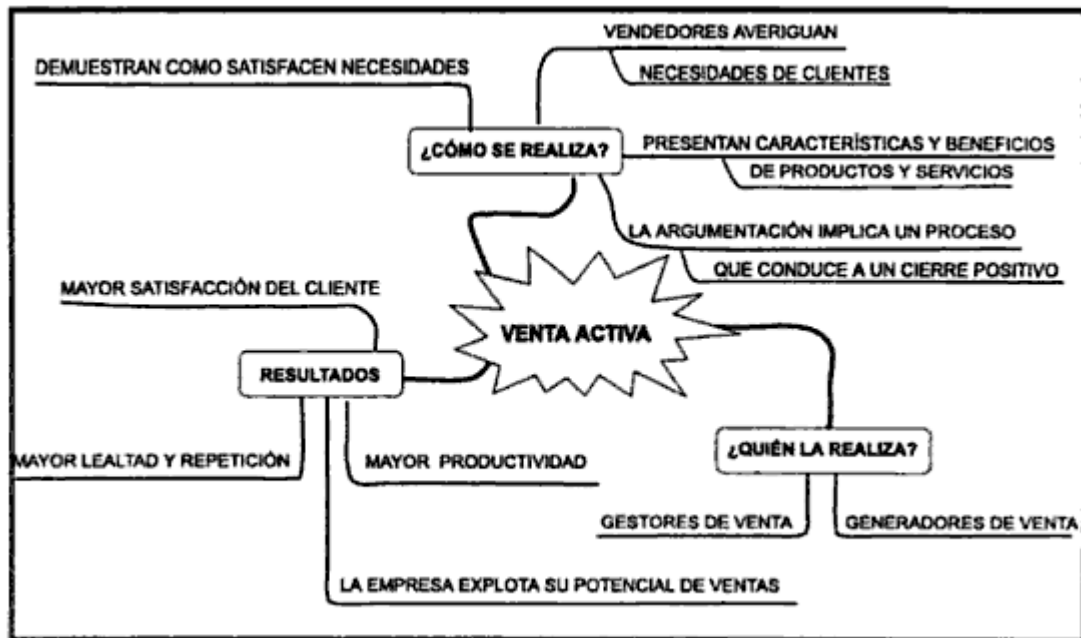 VENDEDORES AVERIGUAN
NECESIDADES DE CLIENTES
DEMUESTRAN COMO SATISFACEN NECESIDADES
¿CÓMO SE REALIZA?
PRESENTAN CARACTERÍSTICAS Y BENEFICIOS
DE PRODUCTOS Y SERVICIOS
LA ARGUMENTACIÓN IMPLICA UN PROCESO
QUE CONDUCE A UN CIERRE POSITIVO
MAYOR SATISFACCIÓN DEL CLIENTE
VENTA ACTIVA
RESULTADOS
MAYOR LEALTAD Y REPETICIÓN
MAYOR PRODUCTIVIDAD
¿QUIÉN LA REALIZA?
GESTORES DE VENTA
GENERADORES DE VENTA
LA EMPRESA EXPLOTA SU POTENCIAL DE VENTAS